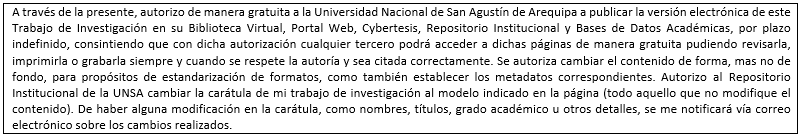 A través de la presente, autorizo de manera gratuita a la Universidad Nacional de San Agustín de Arequipa a publicar la versión electrónica de este
Trabajo de Investigación en su Biblioteca Virtual, Portal Web, Cybertesis, Repositorio Institucional y Bases de Datos Académicas, por plazo
indefinido, consintiendo que con dicha autorización cualquier tercero podrá acceder a dichas páginas de manera gratuita pudiendo revisarla,
imprimirla o grabarla siempre y cuando se respete la autoría y sea citada correctamente. Se autoriza cambiar el contenido de forma, mas no de
fondo, para propósitos de estandarización de formatos, como también establecer los metadatos correspondientes. Autorizo al Repositorio
Institucional de la UNSA cambiar la carátula de mi trabajo de investigación al modelo indicado en la página (todo aquello que no modifique el
contenido). De haber alguna modificación en la carátula, como nombres, títulos, grado académico u otros detalles, se me notificará vía correo
electrónico sobre los cambios realizados.